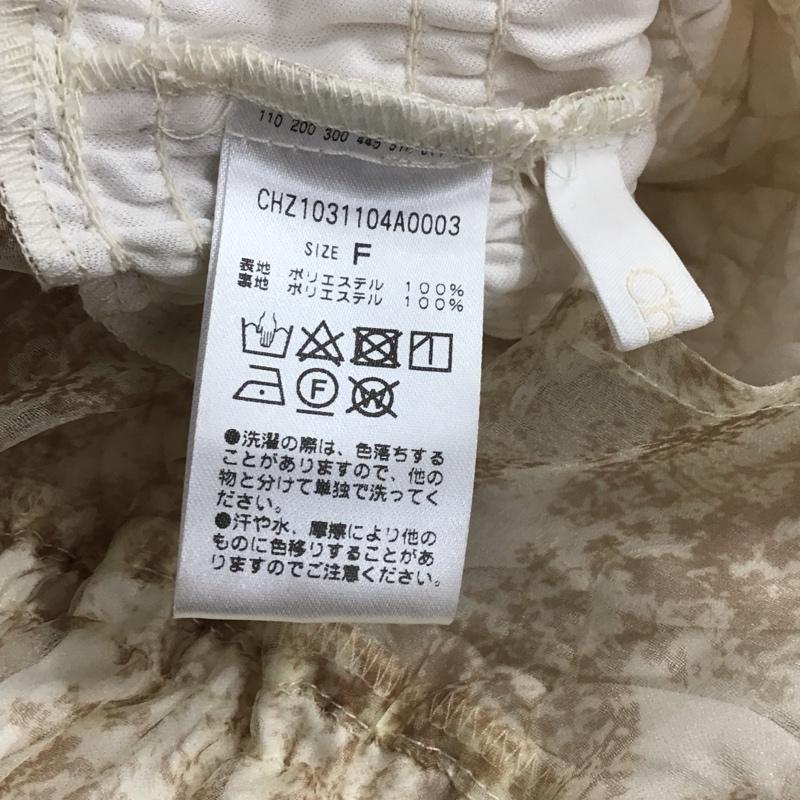 110 200 300 445
CHZ1031104A0003
SIZE F
表地 ポリエステル 100%
裏地 ポリエステル 100%
F
W
●洗濯の際は、色落ちする
ことがありますので、他の
物と分けて単独で洗ってく
ださい。
●汗や水、摩擦により他の
ものに色移りすることがあ
りますのでご注意ください。